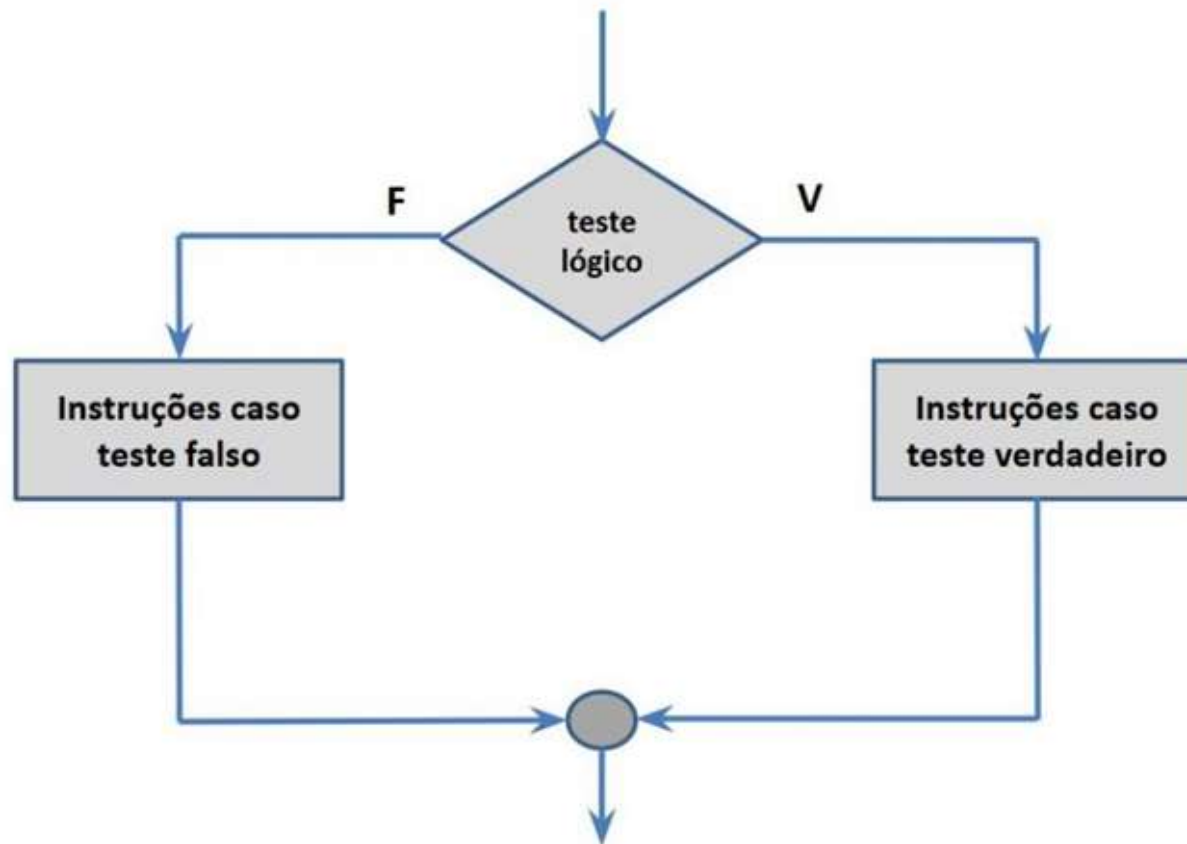 F
V
teste
lógico
Instruções caso
teste falso
Instruções caso
teste verdadeiro